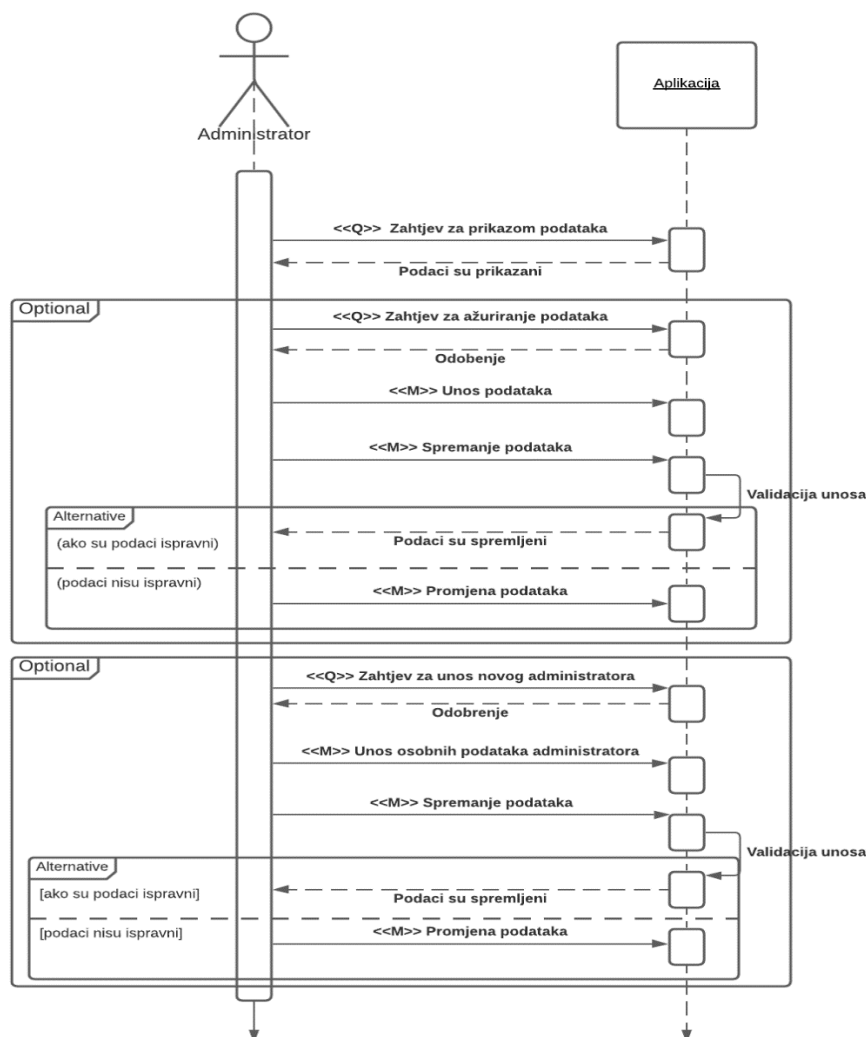 Aplikacija
Administrator
<<Q>> Zahtjev za prikazom podataka
Podaci su prikazani
Optional
<<Q>> Zahtjev za ažuriranje podataka
Odobenje
<<M>> Unos podataka
<<M>> Spremanje podataka
Validacija unosa
Alternative
(ako su podaci ispravni)
Podaci su spremljeni
(podaci nisu ispravni)
<<M>> Promjena podataka
Optional
<<Q>> Zahtjev za unos novog administratora
Odobrenje
<<M>> Unos osobnih podataka administratora
<<M>> Spremanje podataka
Validacija unosa
Alternative
[ako su podaci ispravni]
Podaci su spremljeni
[podaci nisu ispravni]
<<M>> Promjena podataka